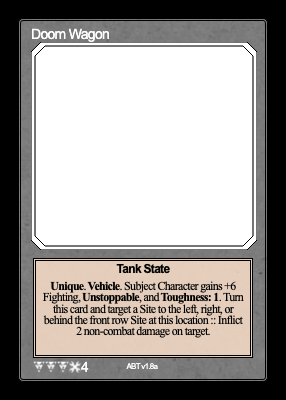 Doom Wagon
Tank State
Unique. Vehicle. Subject Character gains +6
Fighting, Unstoppable, and Toughness: 1. Turn
this card and target a Site to the left, right, or
behind the front row Site at this location :: Inflict
2 non-combat damage on target.
4
ABT v1.6a